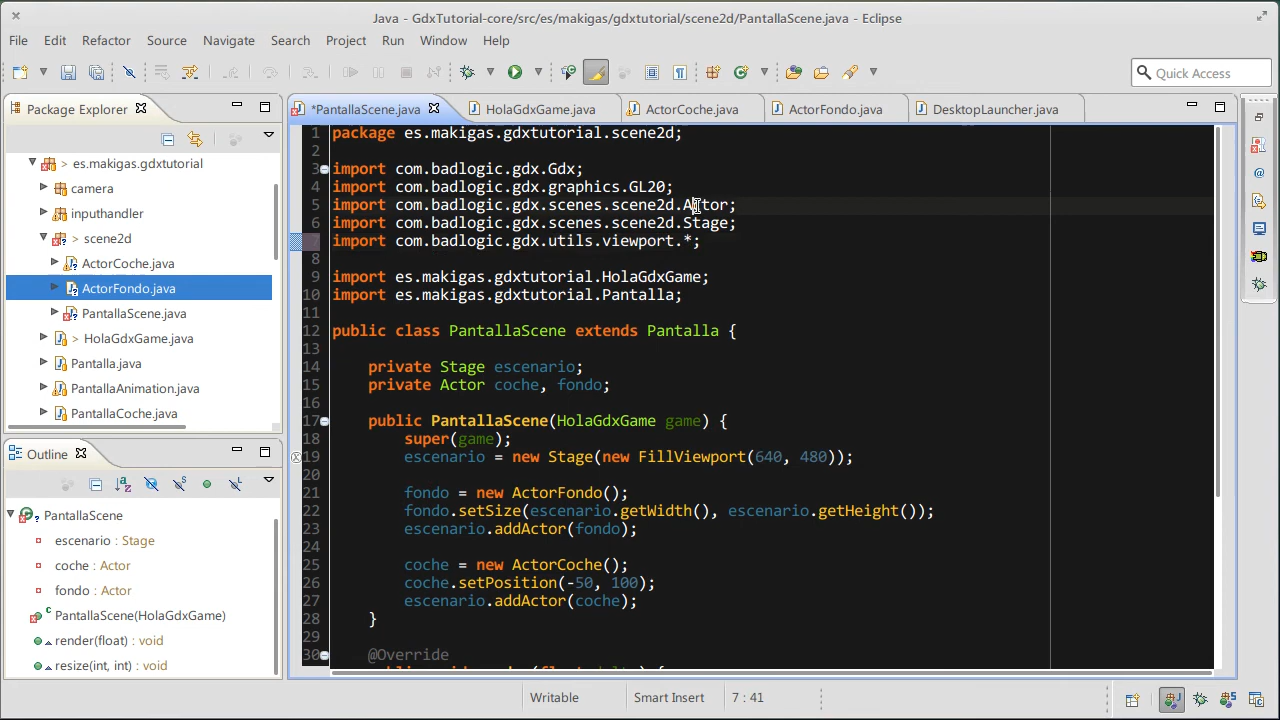 Java - GdxTutorial-core/src/es/makigas/gdxtutorial/scene2d/PantallaScene.java - Eclipse
File Edit Refactor Source Navigate Search Project Run Window Help
Quick Access
Package Explorer
> es.makigas.gdxtutorial
camera
inputhandler
> scene2d
ActorCoche.java
ActorFondo.java
PantallaScene.java
> HolaGdxGame.java
Pantalla.java
PantallaAnimation.java
PantallaCoche.java
Outline
PantallaScene
escenario : Stage
coche : Actor
fondo : Actor
PantallaScene(HolaGdxGame)
render(float) : void
resize(int, int) : void
*PantallaScene.java HolaGdxGame.java ActorCoche.java ActorFondo.java DesktopLauncher.java
1 package es.makigas.gdxtutorial.scene2d;
2
3 import com.badlogic.gdx.Gdx;
4 import com.badlogic.gdx.graphics.GL20;
5 import com.badlogic.gdx.scenes.scene2d.Actor;
6 import com.badlogic.gdx.scenes.scene2d.Stage;
7 import com.badlogic.gdx.utils.viewport.*;
8
9 import es.makigas.gdxtutorial.HolaGdxGame;
10 import es.makigas.gdxtutorial.Pantalla;
11
12 public class PantallaScene extends Pantalla {
13
14 private Stage escenario;
15 private Actor coche, fondo;
16
17 public PantallaScene(HolaGdxGame game) {
18 super(game);
19 escenario = new Stage(new FillViewport(640, 480));
20
21 fondo = new ActorFondo();
22 fondo.setSize(escenario.getWidth(), escenario.getHeight());
23 escenario.addActor(fondo);
24
25 coche = new ActorCoche();
26 coche.setPosition(-50, 100);
27 escenario.addActor(coche);
28 }
29
30 @Override
Writable Smart Insert 7 : 41